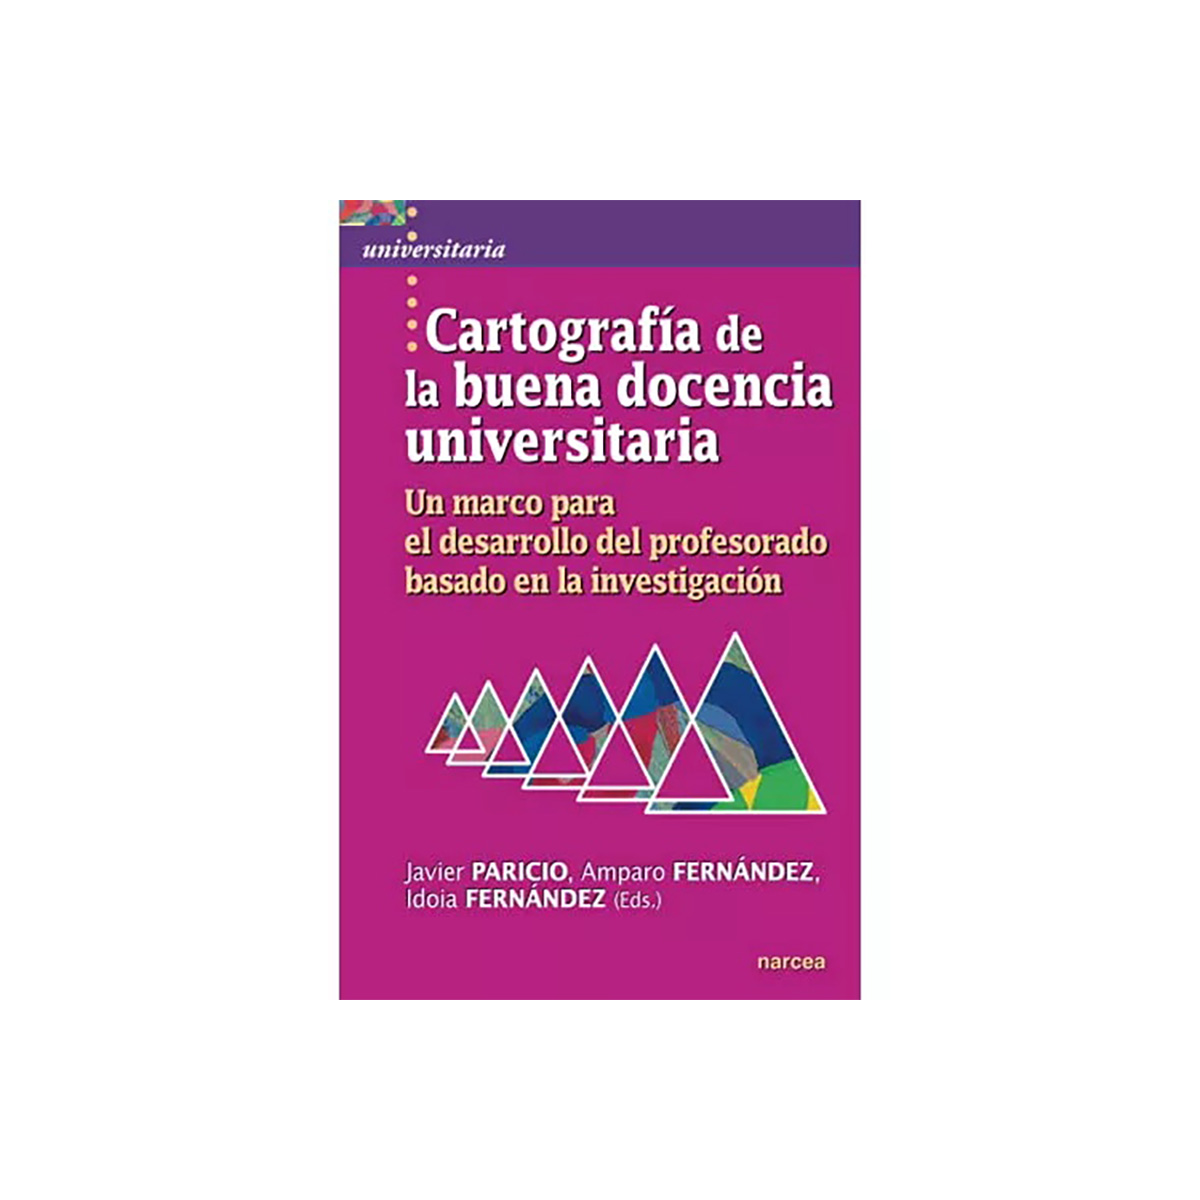 universitaria
Cartografía de
la buena docencia
universitaria
Un marco para
el desarrollo del profesorado
basado en la investigación
Javier PARICIO, Amparo FERNÁNDEZ,
Idoia FERNÁNDEZ (Eds.)
narcea